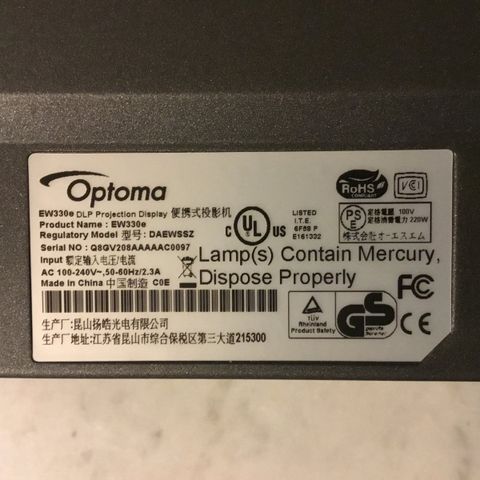 Optoma
EW330e DLP Projection Display 便携式投影机
Product Name : EW330e
Regulatory Model 型号: DAEWSSZ
Serial NO : Q8GV208AAAAAC0097
Input 额定输入电压/电流:
AC 100-240V~,50-60Hz/2.3A
Made in China 中国制造 C0E
生产厂:昆山扬皓光电有限公司
生产厂地址:江苏省昆山市综合保税区第三大道215300
C UL US
LISTED
I.T.E.
6F69 P
E161332
RoHS
COMPLIANT
VCI
PSE
定格電圧 100V
定格消費電力 220W
株式会社オーエスエム
Lamp(s) Contain Mercury,
Dispose Properly
FC
TÜV
Rheinland
Product Safety
GS
CE